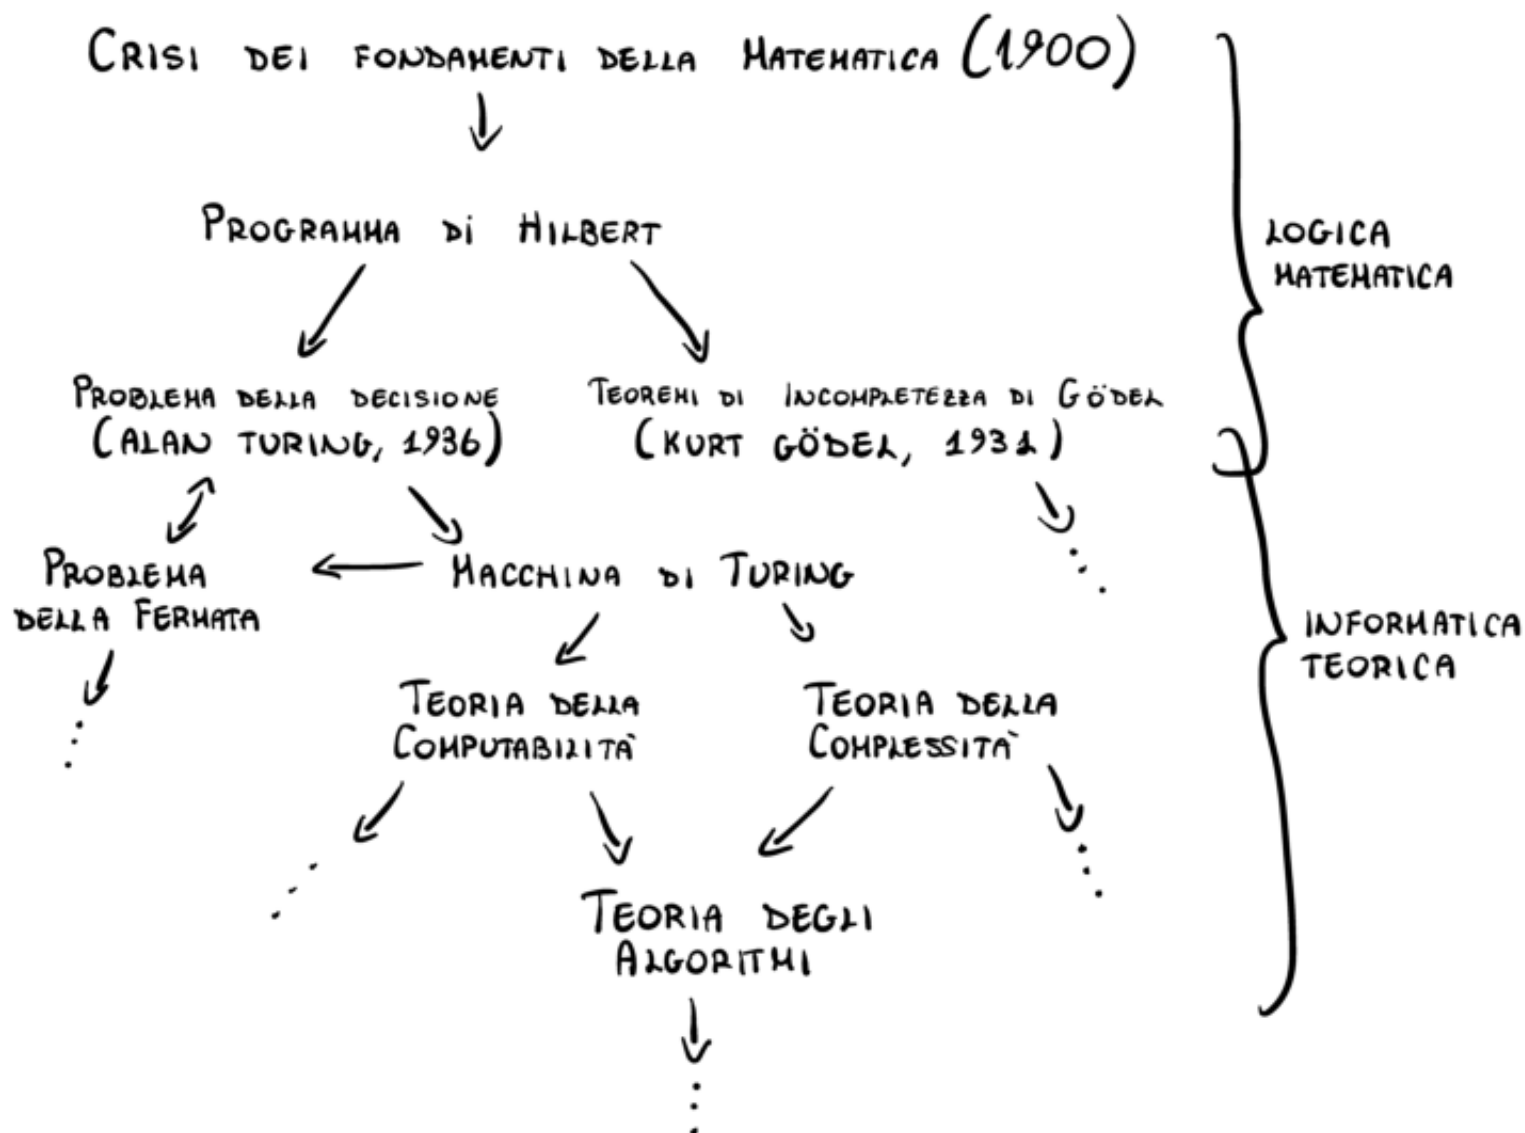 CRISI DEI FONDAMENTI DELLA MATEMATICA (1900)
PROGRAMMA Di HILBERT
LOGICA
MATEMATICA
PROBLEMA DELLA DECISIONE
(ALAN TURING, 1936)
TEOREMI DI INCOMPLETEZZA DI GÖDEL
(KURT GÖDEL, 1931)
PROBLEMA
DELLA FERMATA
MACCHINA DI TURING
INFORMATICA
TEORICA
TEORIA DELLA
COMPUTABILITÀ
TEORIA DELLA
COMPLESSITÀ
TEORIA DEGLI
ALGORITMI